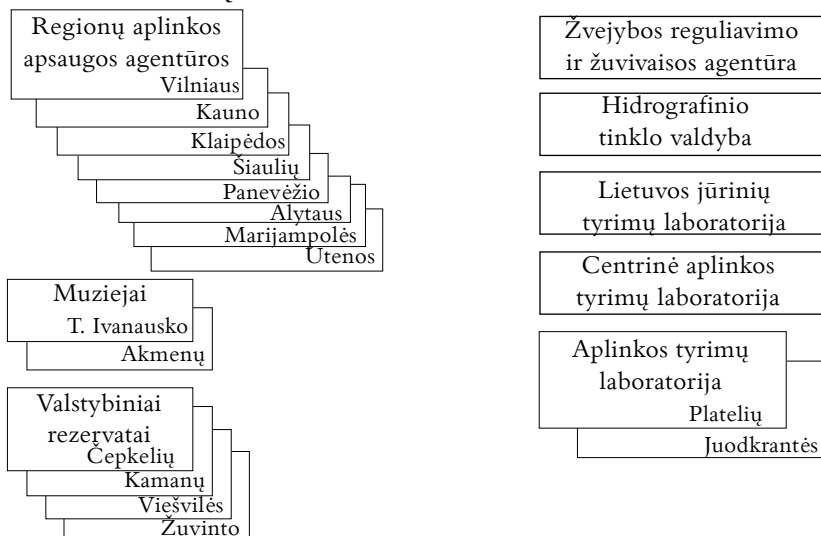 Regionų aplinkos
apsaugos agentūros
Vilniaus
Kauno
Klaipėdos
Šiaulių
Panevėžio
Alytaus
Marijampolės
Utenos
Muziejai
T. Ivanausko
Akmenų
Valstybiniai
rezervatai
Čepkelių
Kamanų
Viešvilės
Žuvinto
Žvejybos reguliavimo
ir žuvivaisos agentūra
Hidrografinio
tinklo valdyba
Lietuvos jūrinių
tyrimų laboratorija
Centrinė aplinkos
tyrimų laboratorija
Aplinkos tyrimų
laboratorija
Platelių
Juodkrantės